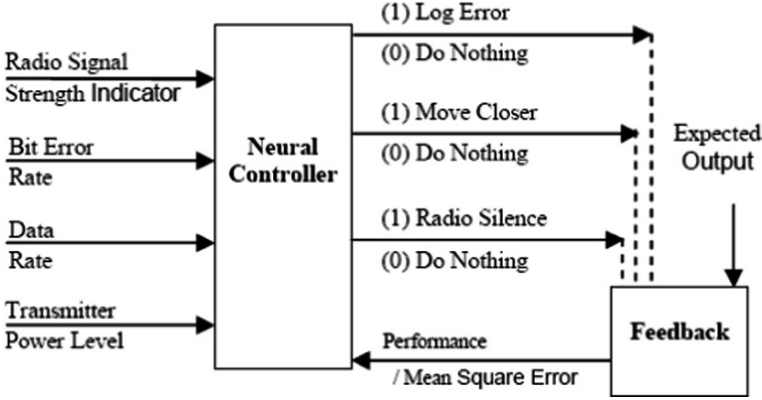 Radio Signal
Strength Indicator
Bit Error
Rate
Data
Rate
Transmitter
Power Level
Neural
Controller
(1) Log Error
(0) Do Nothing
(1) Move Closer
(0) Do Nothing
(1) Radio Silence
(0) Do Nothing
Performance
/ Mean Square Error
Expected
Output
Feedback